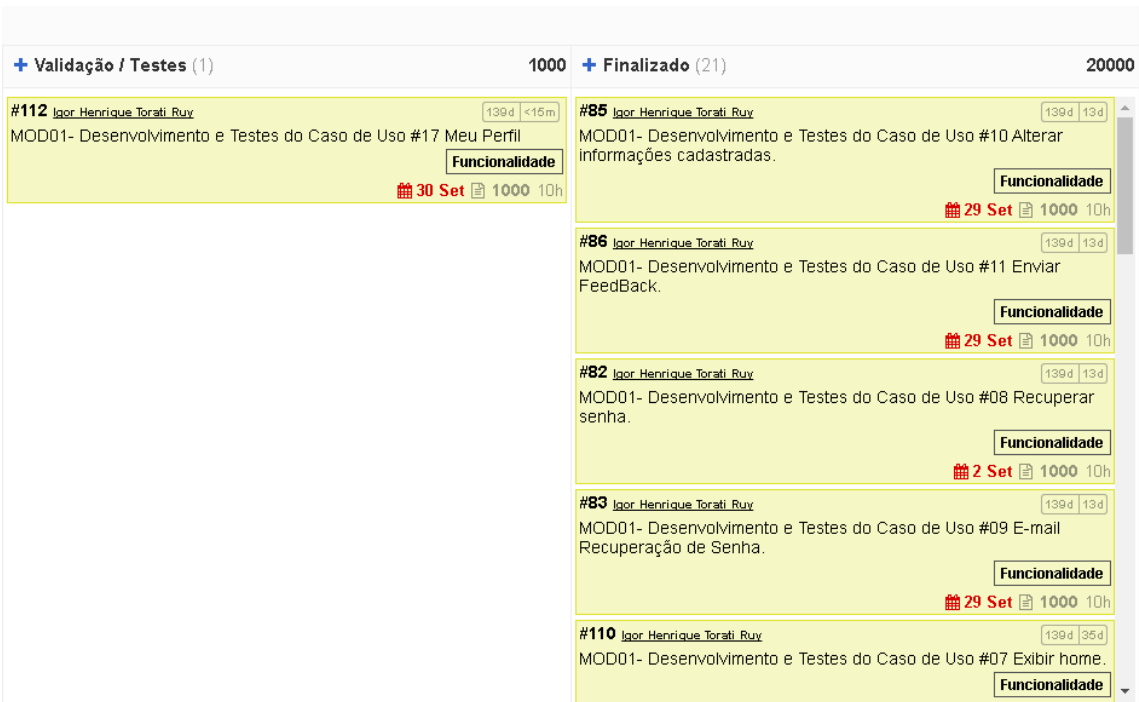 + Validação / Testes (1) 1000
#112 Igor Henrique Torati Ruy 139d <15m
MOD01- Desenvolvimento e Testes do Caso de Uso #17 Meu Perfil
Funcionalidade
30 Set 1000 10h
+ Finalizado (21) 20000
#85 Igor Henrique Torati Ruy 139d 13d
MOD01- Desenvolvimento e Testes do Caso de Uso #10 Alterar
informações cadastradas.
Funcionalidade
29 Set 1000 10h
#86 Igor Henrique Torati Ruy 139d 13d
MOD01- Desenvolvimento e Testes do Caso de Uso #11 Enviar
FeedBack.
Funcionalidade
29 Set 1000 10h
#82 Igor Henrique Torati Ruy 139d 13d
MOD01- Desenvolvimento e Testes do Caso de Uso #08 Recuperar
senha.
Funcionalidade
2 Set 1000 10h
#83 Igor Henrique Torati Ruy 139d 13d
MOD01- Desenvolvimento e Testes do Caso de Uso #09 E-mail
Recuperação de Senha.
Funcionalidade
29 Set 1000 10h
#110 Igor Henrique Torati Ruy 139d 35d
MOD01- Desenvolvimento e Testes do Caso de Uso #07 Exibir home.
Funcionalidade